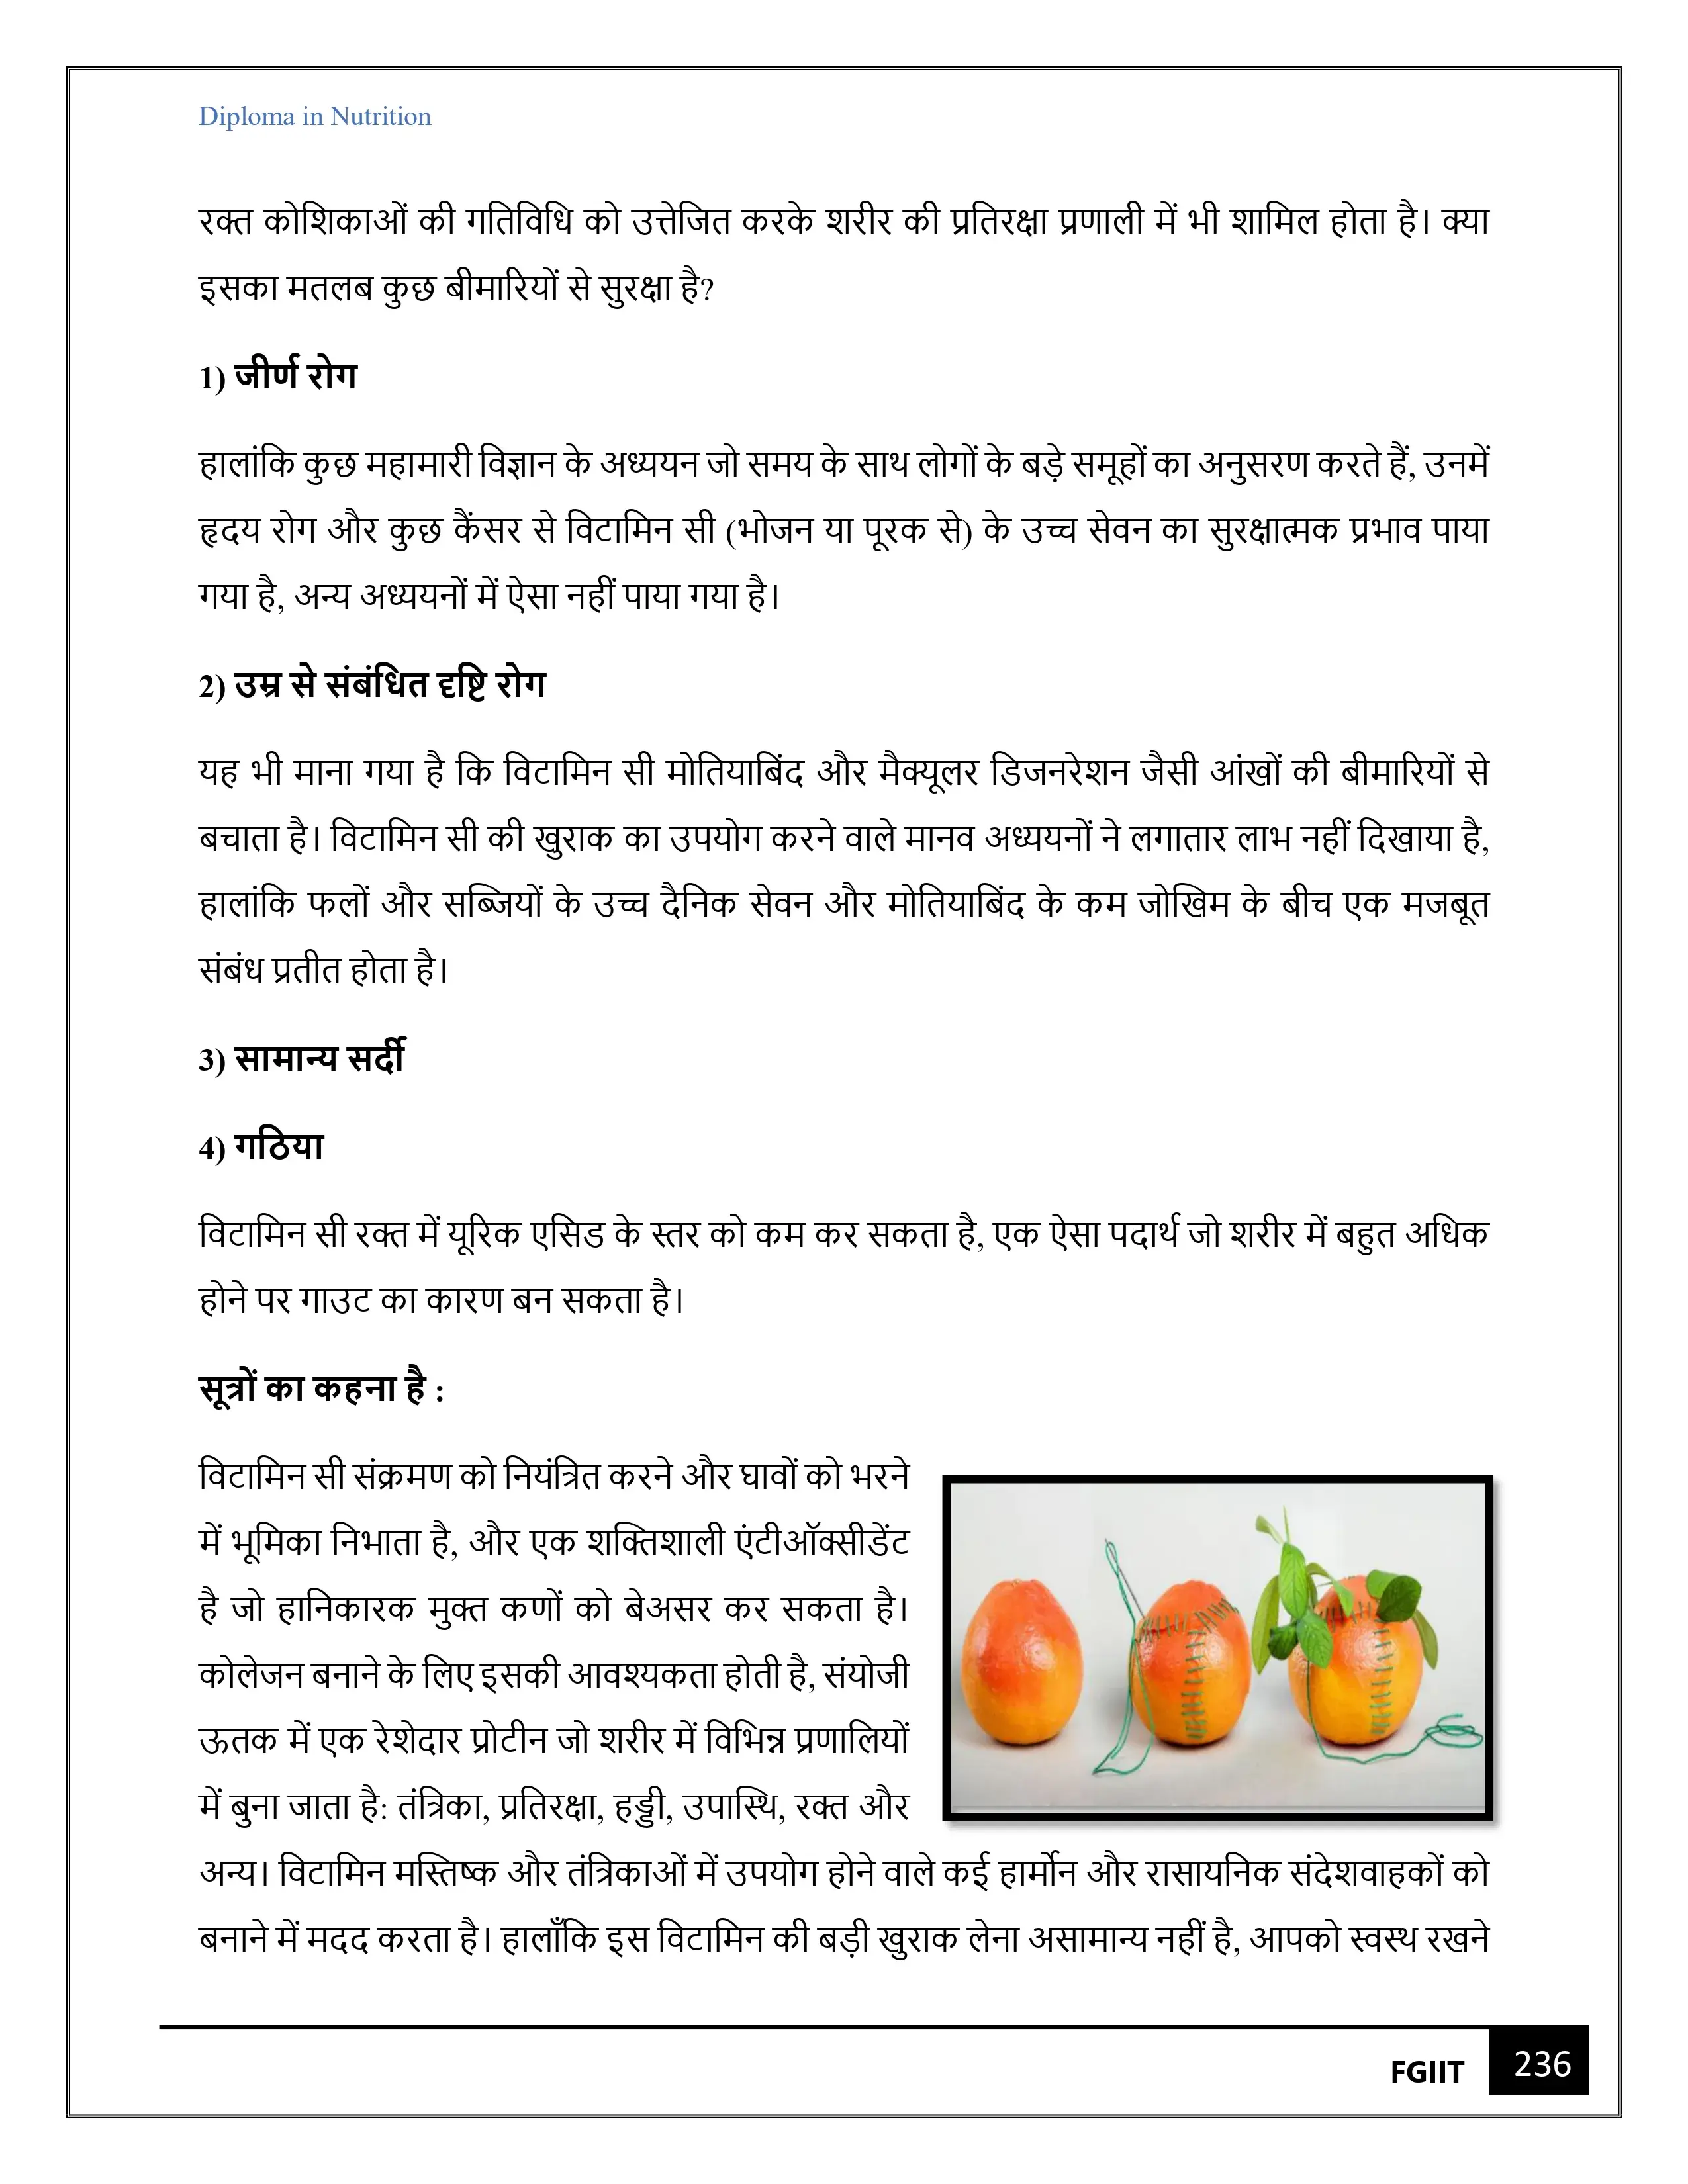 Diploma in Nutrition
रक्त कोशिकाओं की गतिविधि को उत्तेजित करके शरीर की प्रतिरक्षा प्रणाली में भी शामिल होता है। क्या
इसका मतलब कुछ बीमारियों से सुरक्षा है?
1) जीर्ण रोग
हालांकि कुछ महामारी विज्ञान के अध्ययन जो समय के साथ लोगों के बड़े समूहों का अनुसरण करते हैं, उनमें
हृदय रोग और कुछ कैंसर से विटामिन सी (भोजन या पूरक से) के उच्च सेवन का सुरक्षात्मक प्रभाव पाया
गया है, अन्य अध्ययनों में ऐसा नहीं पाया गया है।
2) उम्र से संबंधित दृष्टि रोग
यह भी माना गया है कि विटामिन सी मोतियाबिंद और मैक्यूलर डिजनरेशन जैसी आंखों की बीमारियों से
बचाता है। विटामिन सी की खुराक का उपयोग करने वाले मानव अध्ययनों ने लगातार लाभ नहीं दिखाया है,
हालांकि फलों और सब्जियों के उच्च दैनिक सेवन और मोतियाबिंद के कम जोखिम के बीच एक मजबूत
संबंध प्रतीत होता है।
3) सामान्य सर्दी
4) गठिया
विटामिन सी रक्त में यूरिक एसिड के स्तर को कम कर सकता है, एक ऐसा पदार्थ जो शरीर में बहुत अधिक
होने पर गाउट का कारण बन सकता है।
सूत्रों का कहना है :
विटामिन सी संक्रमण को नियंत्रित करने और घावों को भरने
में भूमिका निभाता है, और एक शक्तिशाली एंटीऑक्सीडेंट
है जो हानिकारक मुक्त कणों को बेअसर कर सकता है।
कोलेजन बनाने के लिए इसकी आवश्यकता होती है, संयोजी
ऊतक में एक रेशेदार प्रोटीन जो शरीर में विभिन्न प्रणालियों
में बुना जाता है: तंत्रिका, प्रतिरक्षा, हड्डी, उपास्थि, रक्त और
अन्य। विटामिन मस्तिष्क और तंत्रिकाओं में उपयोग होने वाले कई हार्मोन और रासायनिक संदेशवाहकों को
बनाने में मदद करता है। हालाँकि इस विटामिन की बड़ी खुराक लेना असामान्य नहीं है, आपको स्वस्थ रखने
FGIIT 236